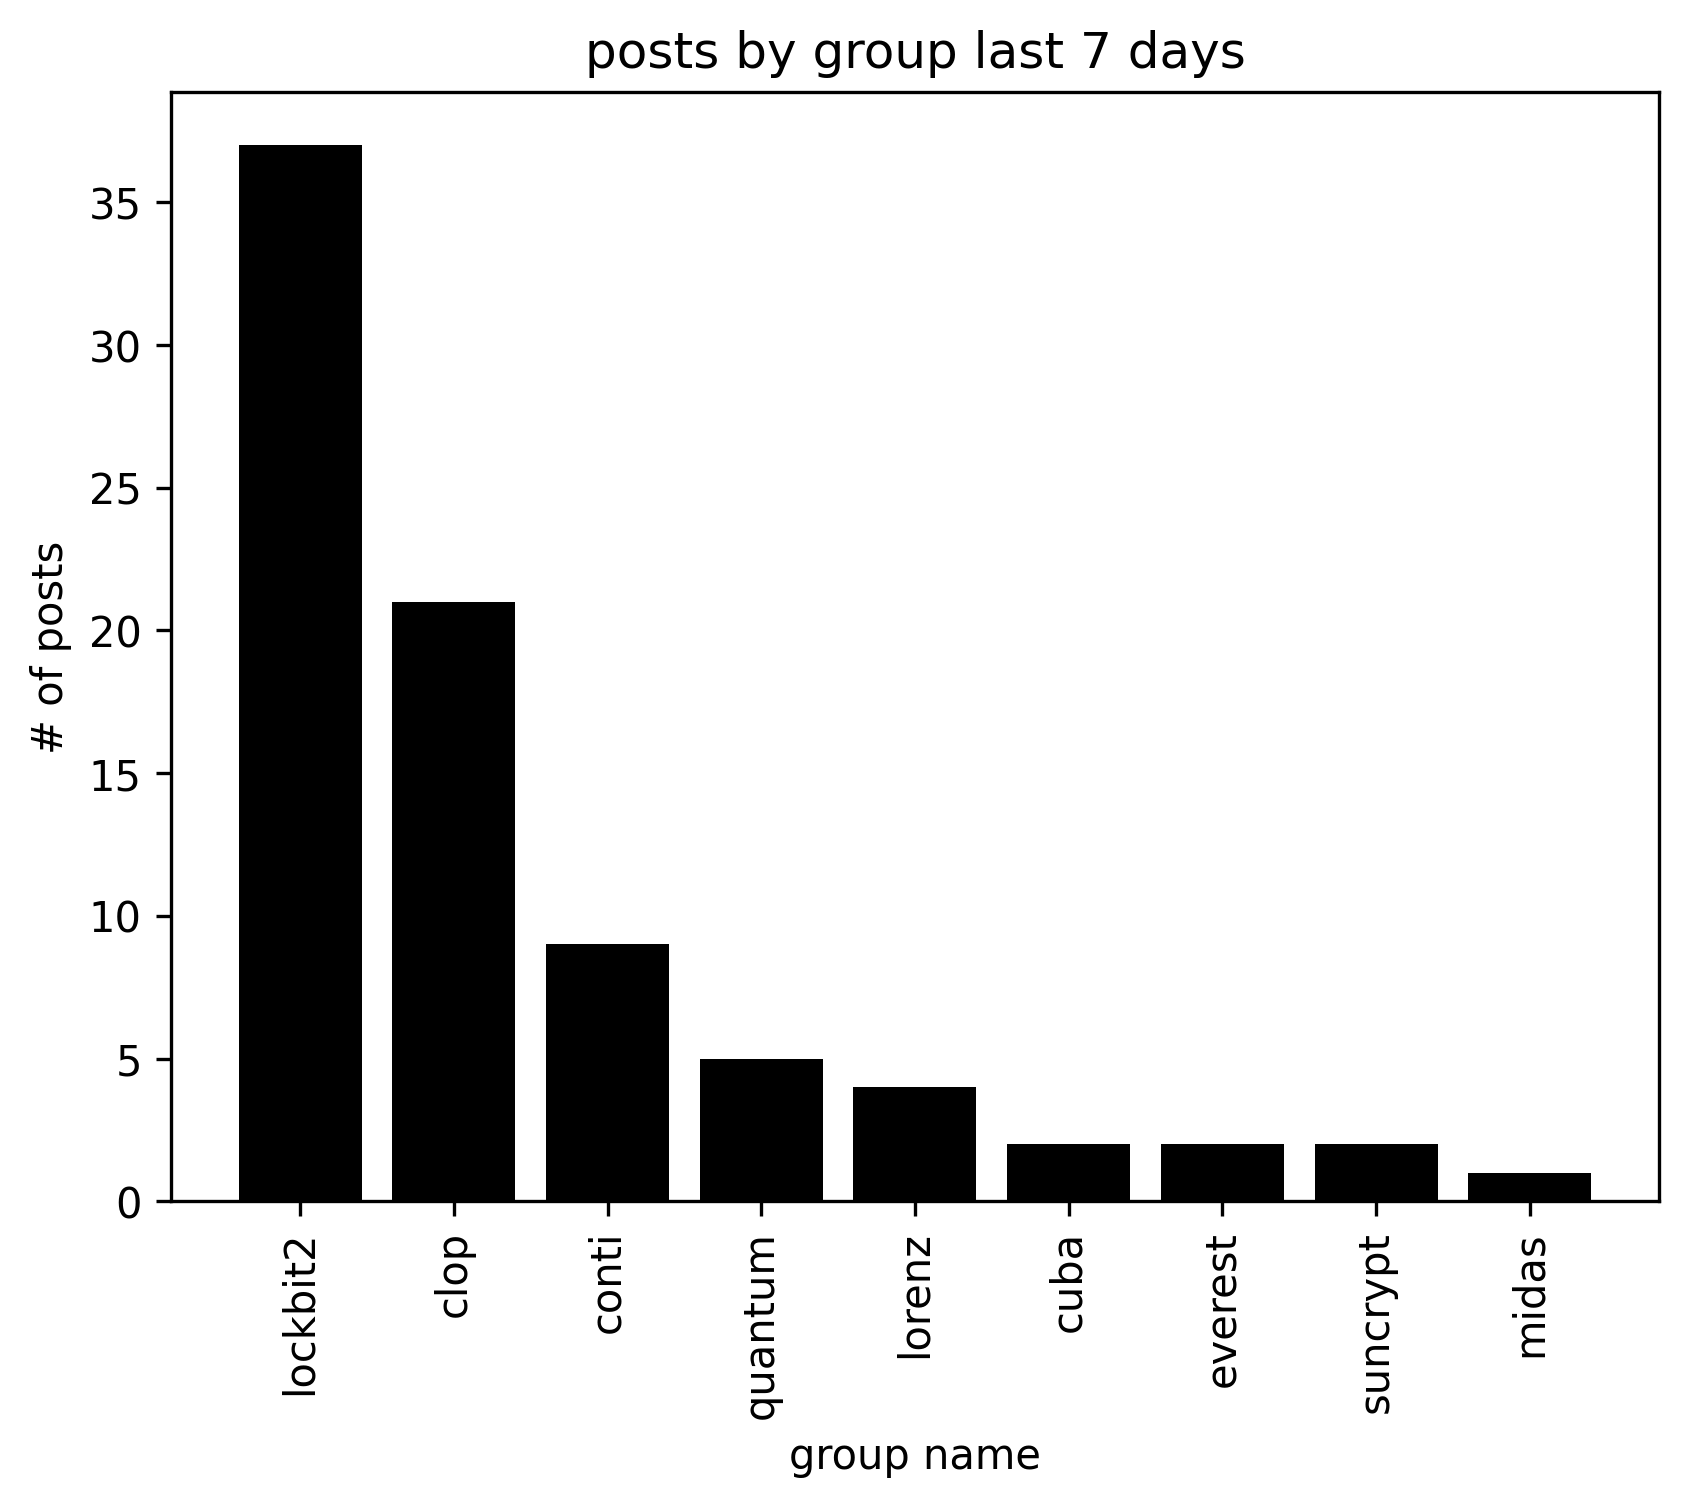 posts by group last 7 days
# of posts
35
30
25
20
15
10
5
0
lockbit2
clop
conti
quantum
lorenz
cuba
everest
suncrypt
midas
group name